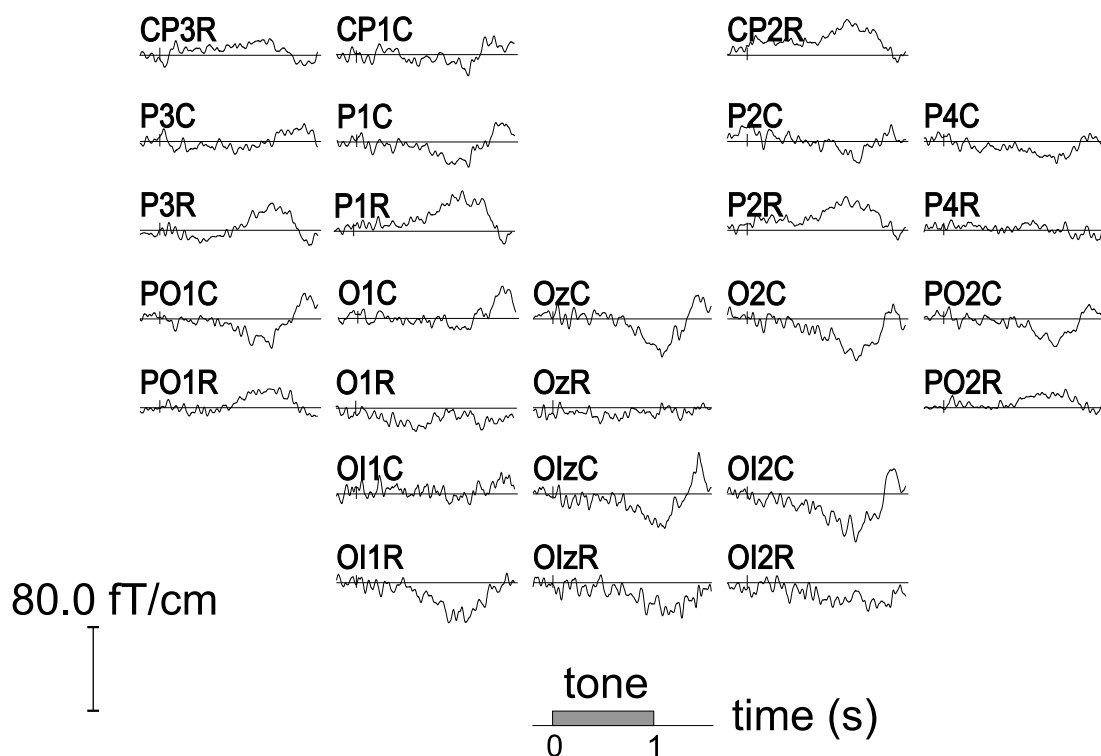 CP3R CP1C CP2R
P3C P1C P2C P4C
P3R P1R P2R P4R
PO1C O1C OzC O2C PO2C
PO1R O1R OzR PO2R
OI1C OIzC OI2C
OI1R OIzR OI2R
80.0 fT/cm
tone
time (s)
0 1